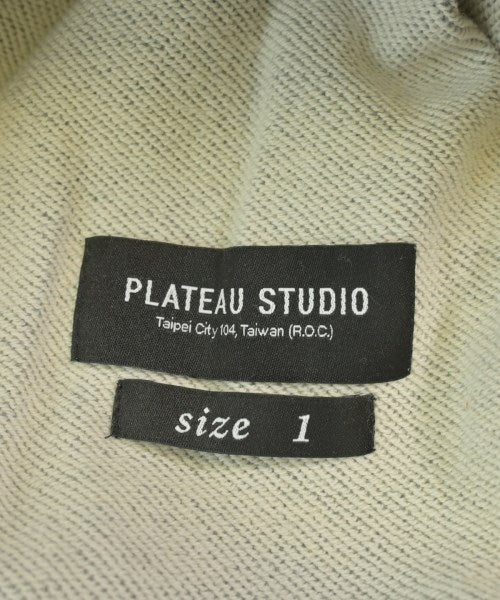 PLATEAU STUDIO
Taipei City 104, Taiwan (R.O.C.)
size 1